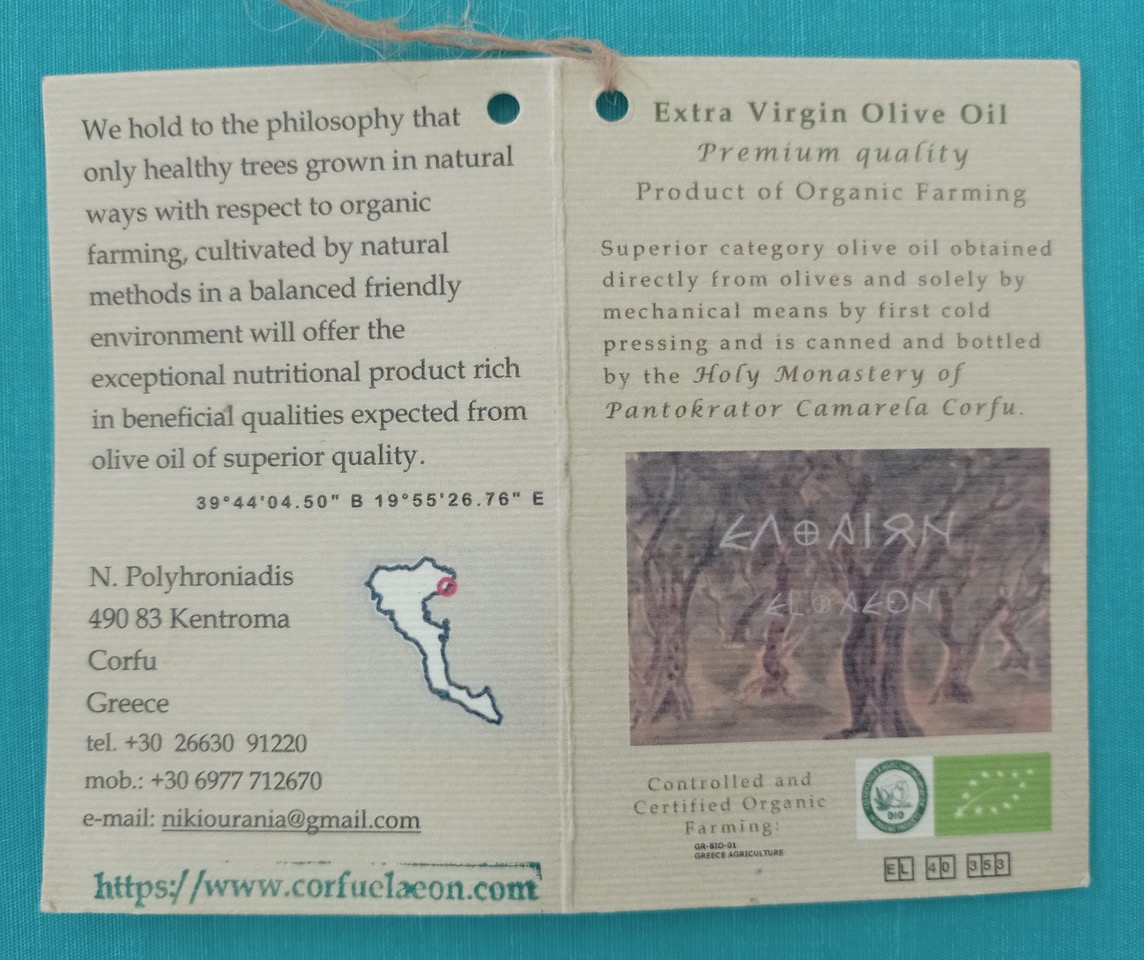 We hold to the philosophy that
only healthy trees grown in natural
ways with respect to organic
farming, cultivated by natural
methods in a balanced friendly
environment will offer the
exceptional nutritional product rich
in beneficial qualities expected from
olive oil of superior quality.
39°44'04.50" B 19°55'26.76" E
N. Polyhroniadis
490 83 Kentroma
Corfu
Greece
tel. +30 26630 91220
mob.: +30 6977 712670
e-mail: nikiourania@gmail.com
Extra Virgin Olive Oil
Premium quality
Product of Organic Farming
Superior category olive oil obtained
directly from olives and solely by
mechanical means by first cold
pressing and is canned and bottled
by the Holy Monastery of
Pantokrator Camarela Corfu.
Controlled and
Certified Organic
Farming:
GR-BIO-01
GREECE AGRICULTURE
DIO
EL 40 353